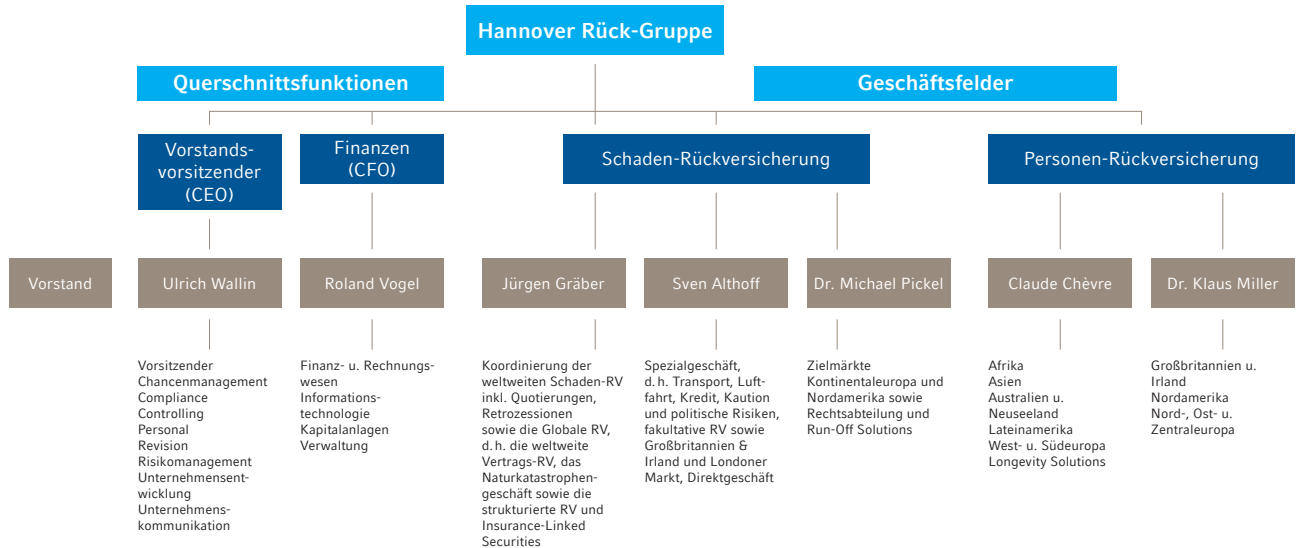 Hannover Rück-Gruppe
Querschnittsfunktionen
Geschäftsfelder
Vorstands-
vorsitzender
(CEO)
Finanzen
(CFO)
Schaden-Rückversicherung
Personen-Rückversicherung
Vorstand
Ulrich Wallin
Roland Vogel
Jürgen Gräber
Sven Althoff
Dr. Michael Pickel
Claude Chèvre
Dr. Klaus Miller
Vorsitzender
Chancenmanagement
Compliance
Controlling
Personal
Revision
Risikomanagement
Unternehmensent-
wicklung
Unternehmens-
kommunikation
Finanz- u. Rechnungs-
wesen
Informations-
technologie
Kapitalanlagen
Verwaltung
Koordinierung der
weltweiten Schaden-RV
inkl. Quotierungen,
Retrozessionen
sowie die Globale RV,
d. h. die weltweite
Vertrags-RV, das
Naturkatastrophen-
geschäft sowie die
strukturierte RV und
Insurance-Linked
Securities
Spezialgeschäft,
d. h. Transport, Luft-
fahrt, Kredit, Kaution
und politische Risiken,
fakultative RV sowie
Großbritannien &
Irland und Londoner
Markt, Direktgeschäft
Zielmärkte
Kontinentaleuropa und
Nordamerika sowie
Rechtsabteilung und
Run-Off Solutions
Afrika
Asien
Australien u.
Neuseeland
Lateinamerika
West- u. Südeuropa
Longevity Solutions
Großbritannien u.
Irland
Nordamerika
Nord-, Ost- u.
Zentraleuropa